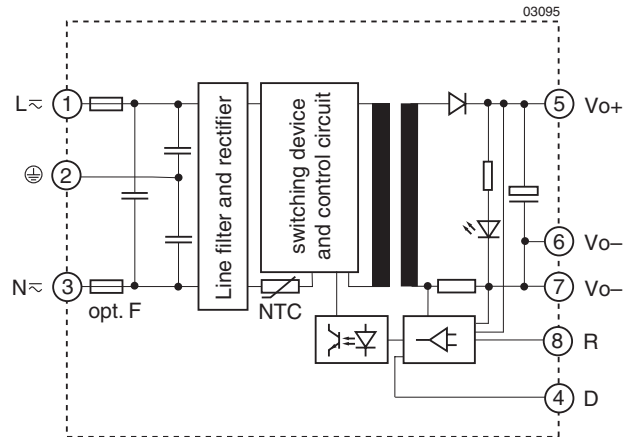 03095
L ⎓∼ 1
5 Vo+
2
6 Vo–
N ⎓∼ 3
7 Vo–
opt. F
Line filter and rectifier
switching device
and control circuit
NTC
8 R
4 D